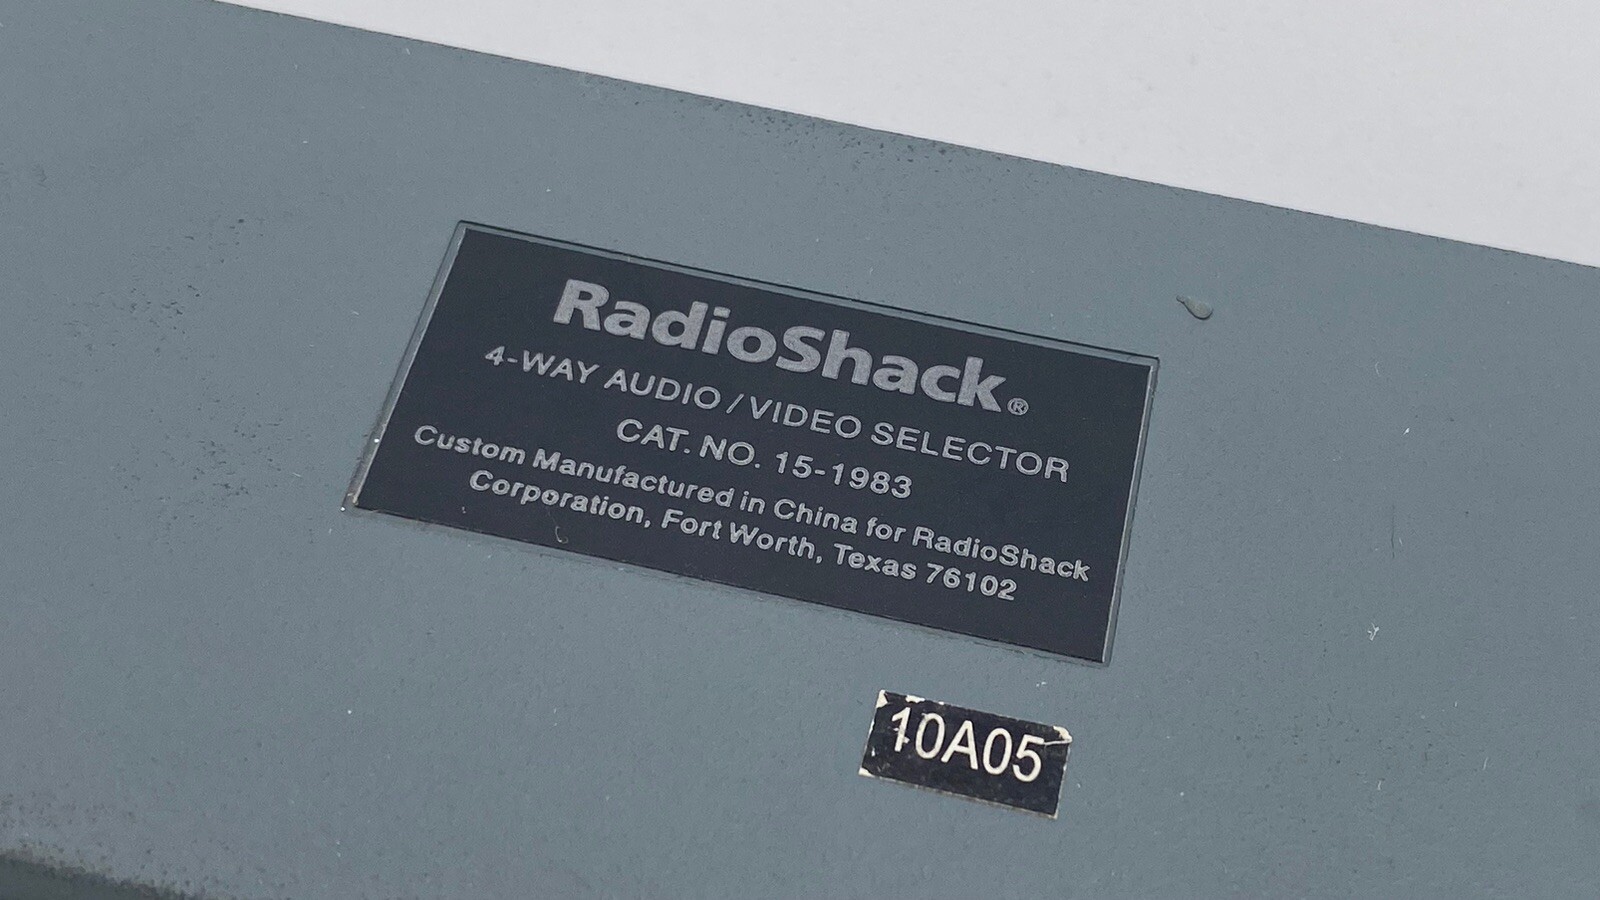 RadioShack®
4-WAY AUDIO/VIDEO SELECTOR
CAT. NO. 15-1983
Custom Manufactured in China for RadioShack
Corporation, Fort Worth, Texas 76102
10A05